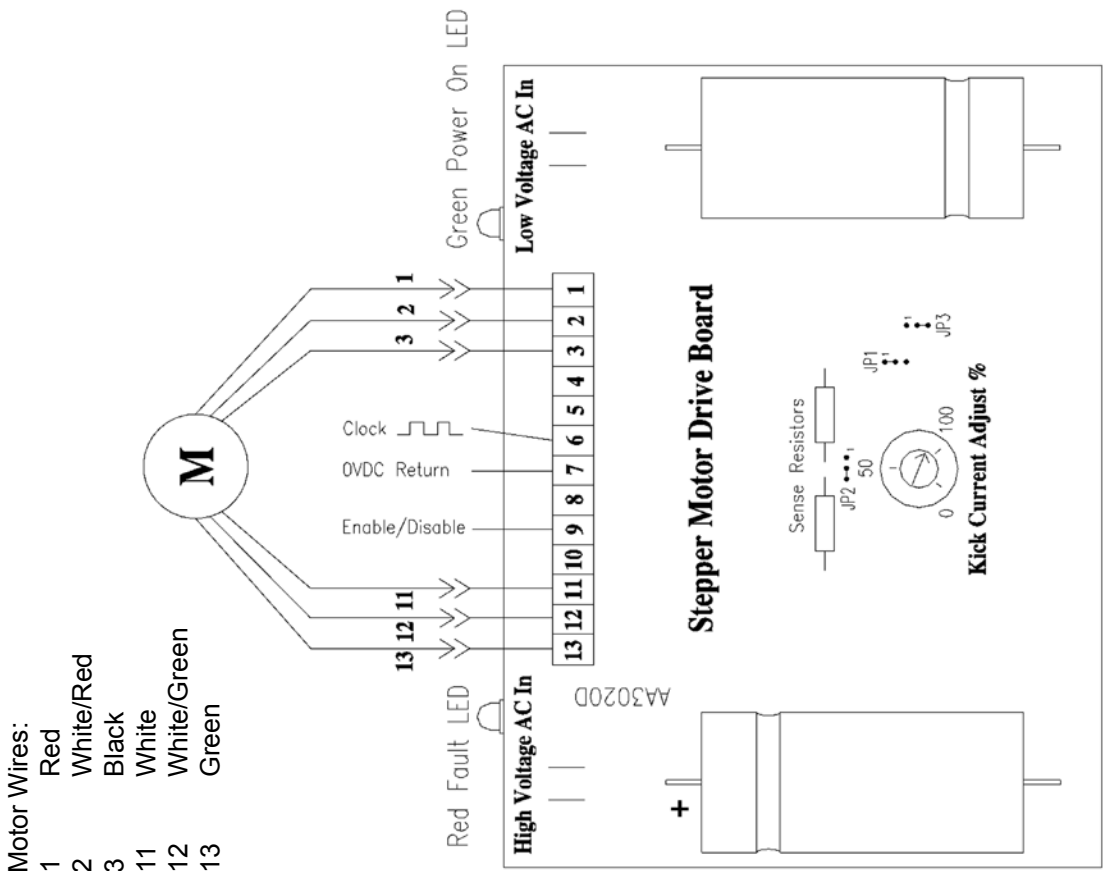 Motor Wires:
1 Red
2 White/Red
3 Black
11 White
12 White/Green
13 Green
M
1
2
3
11
12
13
Clock
0VDC Return
Enable/Disable
Green Power On LED
Red Fault LED
Low Voltage AC In
High Voltage AC In
1
2
3
4
5
6
7
8
9
10
11
12
13
AA3020D
+
Stepper Motor Drive Board
Sense Resistors
JP2
1
JP1
1
JP3
1
0
50
100
Kick Current Adjust %